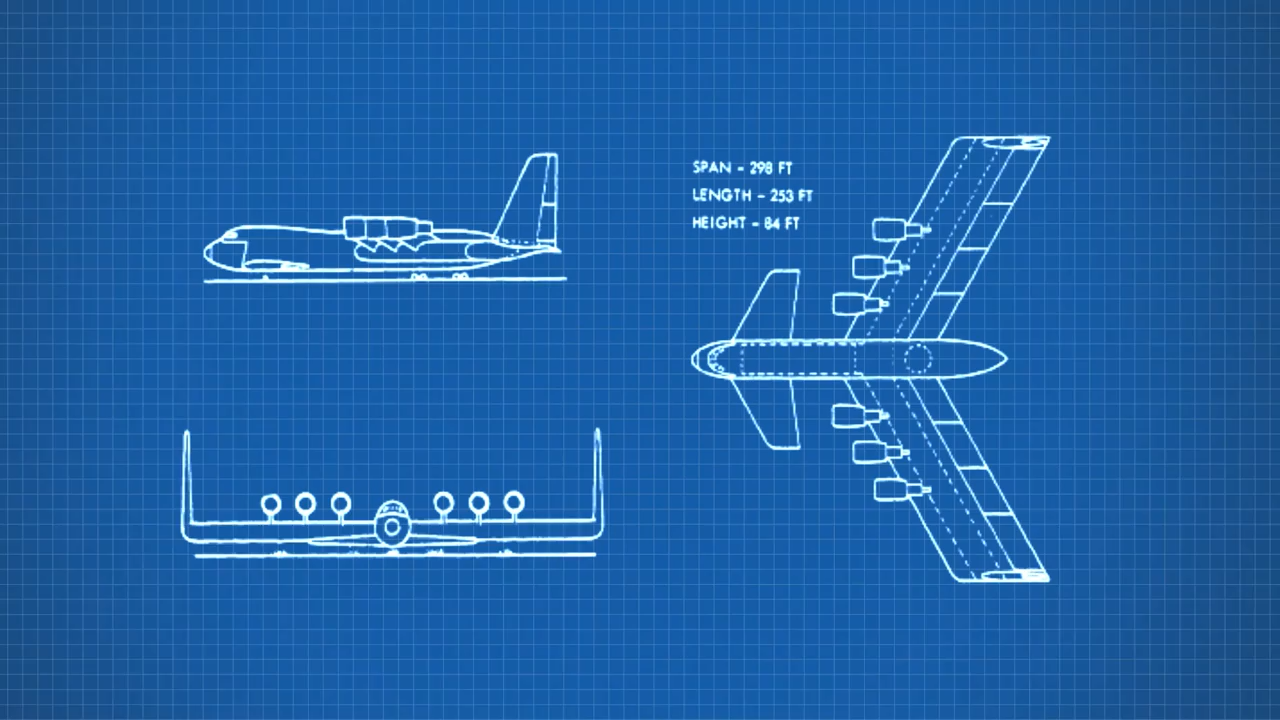 SPAN - 298 FT
LENGTH - 253 FT
HEIGHT - 84 FT